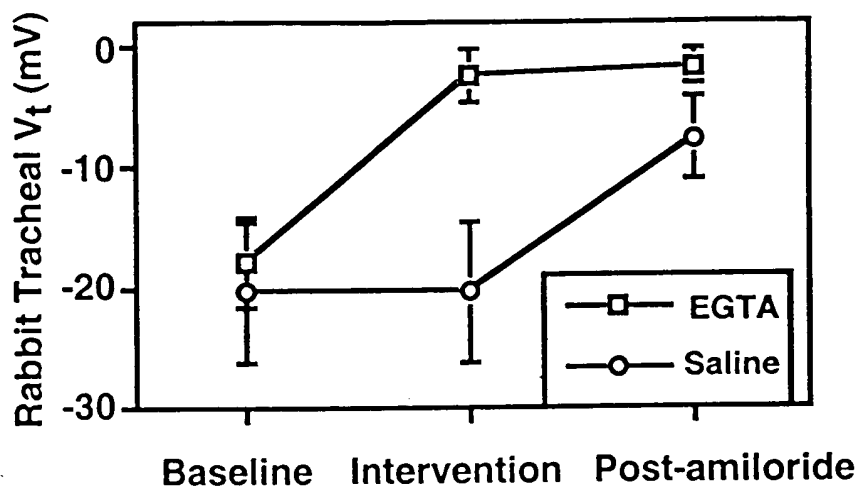 Rabbit Tracheal Vt (mV)
0
-10
-20
-30
EGTA
Saline
Baseline Intervention Post-amiloride